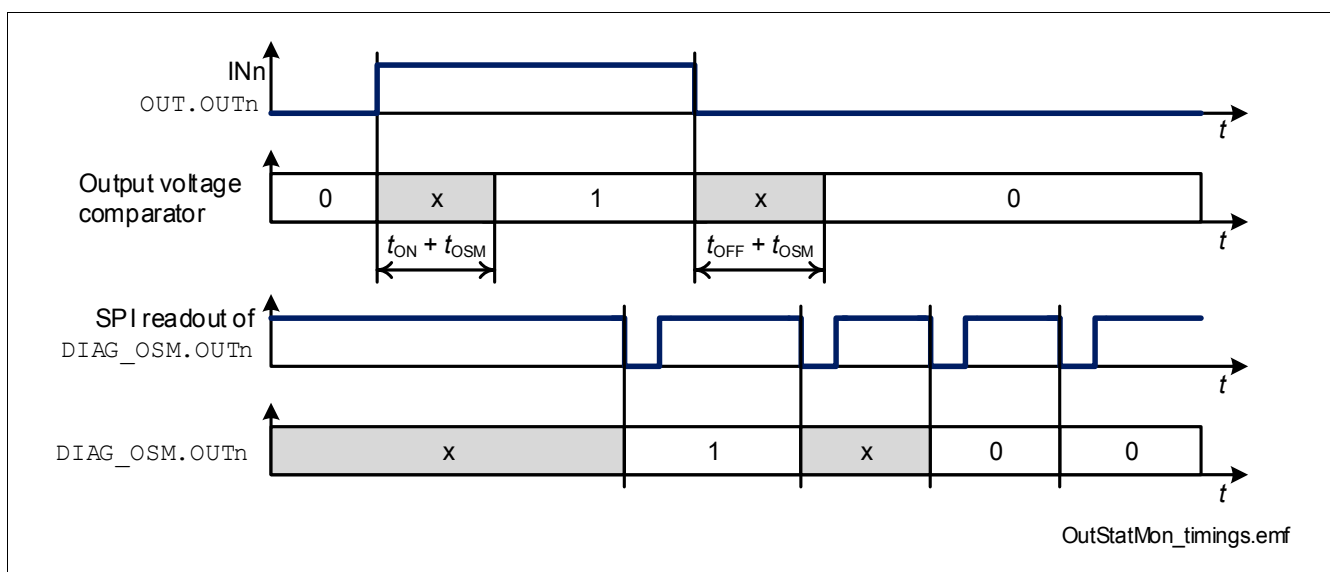 INn
OUT.OUTn
t
Output voltage
comparator
0 x 1 x 0
t
tON + tOSM tOFF + tOSM
SPI readout of
DIAG_OSM.OUTn
t
DIAG_OSM.OUTn
x 1 x 0 0
t
OutStatMon_timings.emf